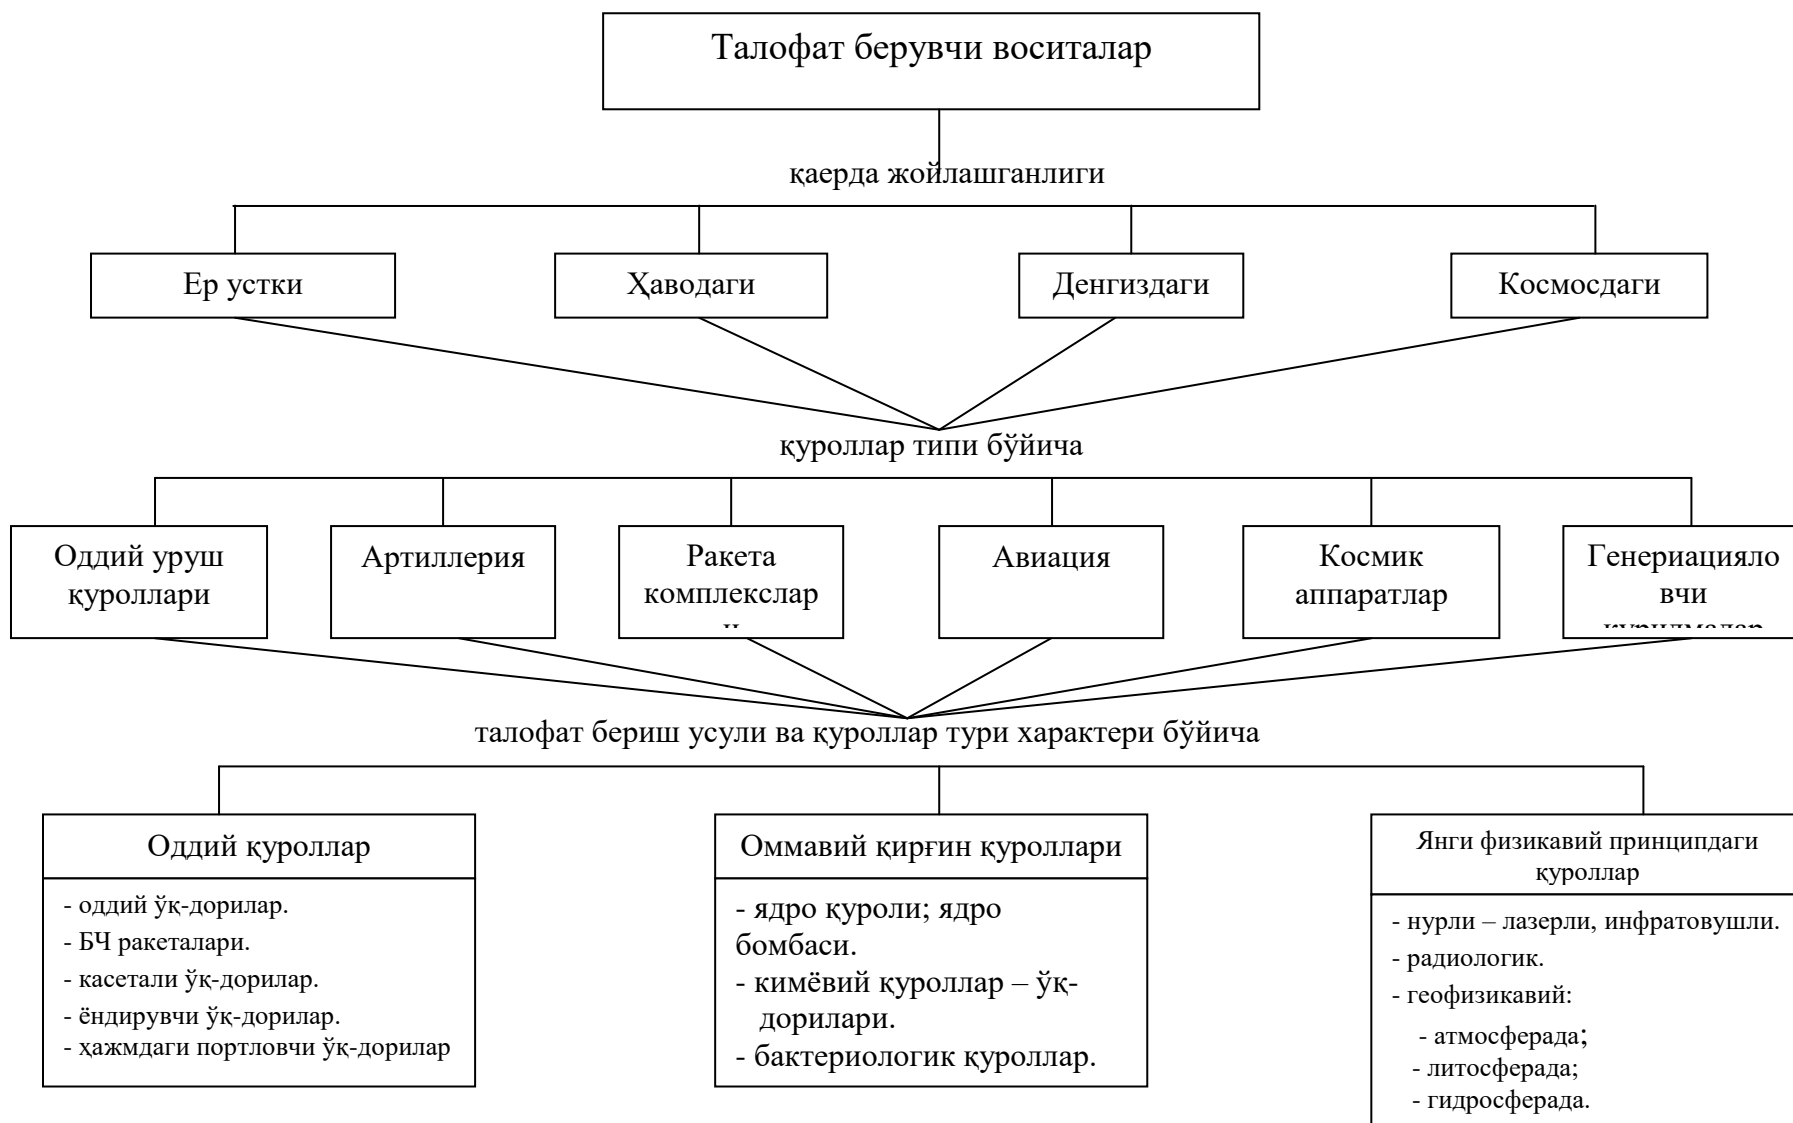 Талофат берувчи воситалар
қаерда жойлашганлиги
Ер устки
Ҳаводаги
Денгиздаги
Космосдаги
қуроллар типи бўйича
Оддий уруш
қуроллари
Артиллерия
Ракета
комплекслар
Авиация
Космик
аппаратлар
Генериацияло
вчи
талофат бериш усули ва қуроллар тури характери бўйича
Оддий қуроллар
- оддий ўқ-дорилар.
- БЧ ракеталари.
- касетали ўқ-дорилар.
- ёндирувчи ўқ-дорилар.
- ҳажмдаги портловчи ўқ-дорилар
Оммавий қирғин қуроллари
- ядро қуроли; ядро
бомбаси.
- кимёвий қуроллар – ўқ-
дорилари.
- бактериологик қуроллар.
Янги физикавий принципдаги
қуроллар
- нурли – лазерли, инфратовушли.
- радиологик.
- геофизикавий:
- атмосферада;
- литосферада;
- гидросферада.